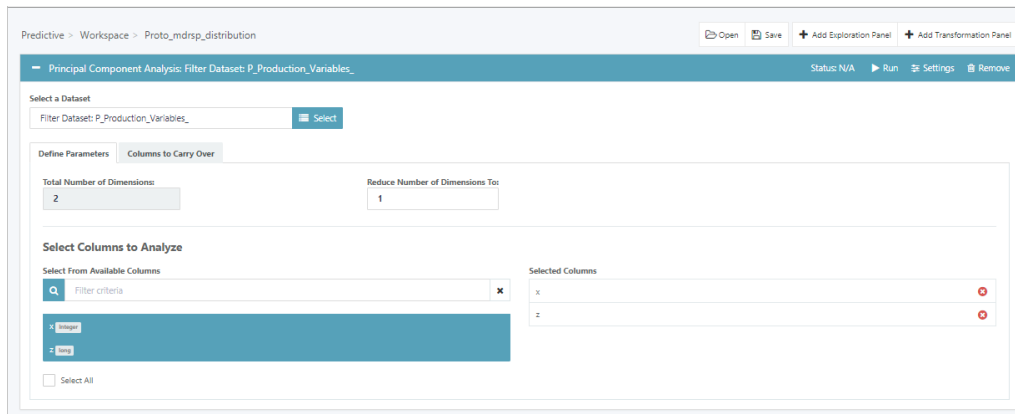 Predictive > Workspace > Proto_mdrsp_distribution
Open Save + Add Exploration Panel + Add Transformation Panel
Principal Component Analysis: Filter Dataset: P_Production_Variables_ Status: N/A Run Settings Remove
Select a Dataset
Filter Dataset: P_Production_Variables_ Select
Define Parameters Columns to Carry Over
Total Number of Dimensions: Reduce Number of Dimensions To:
2 1
Select Columns to Analyze
Select From Available Columns Selected Columns
Filter criteria x
x Integer z
z long
Select All